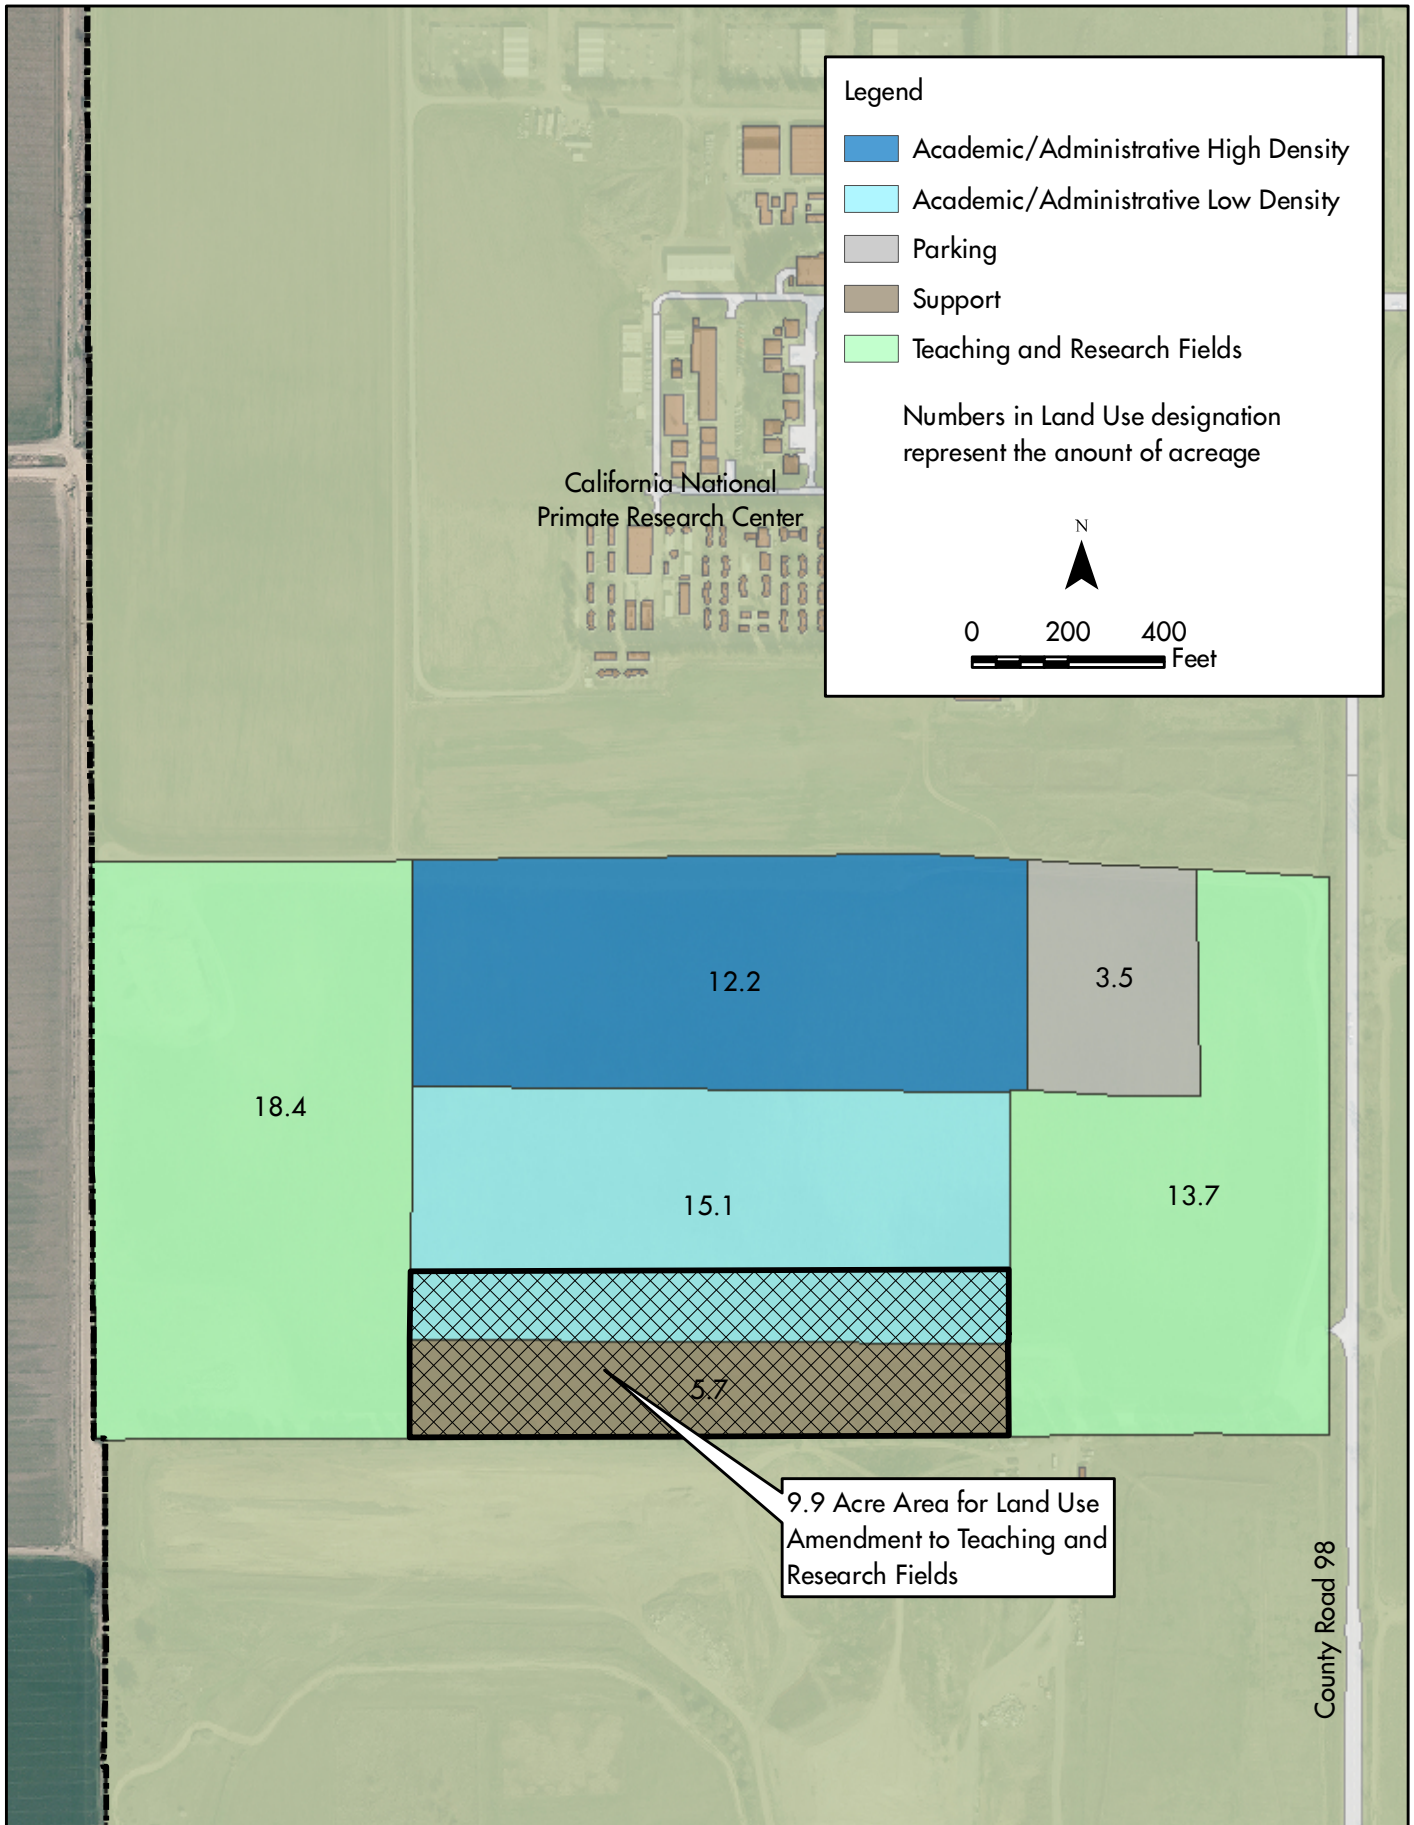 Legend
Academic/Administrative High Density
Academic/Administrative Low Density
Parking
Support
Teaching and Research Fields
Numbers in Land Use designation
represent the anount of acreage
N
0 200 400
Feet
California National
Primate Research Center
12.2
3.5
18.4
15.1
13.7
5.7
9.9 Acre Area for Land Use
Amendment to Teaching and
Research Fields
County Road 98